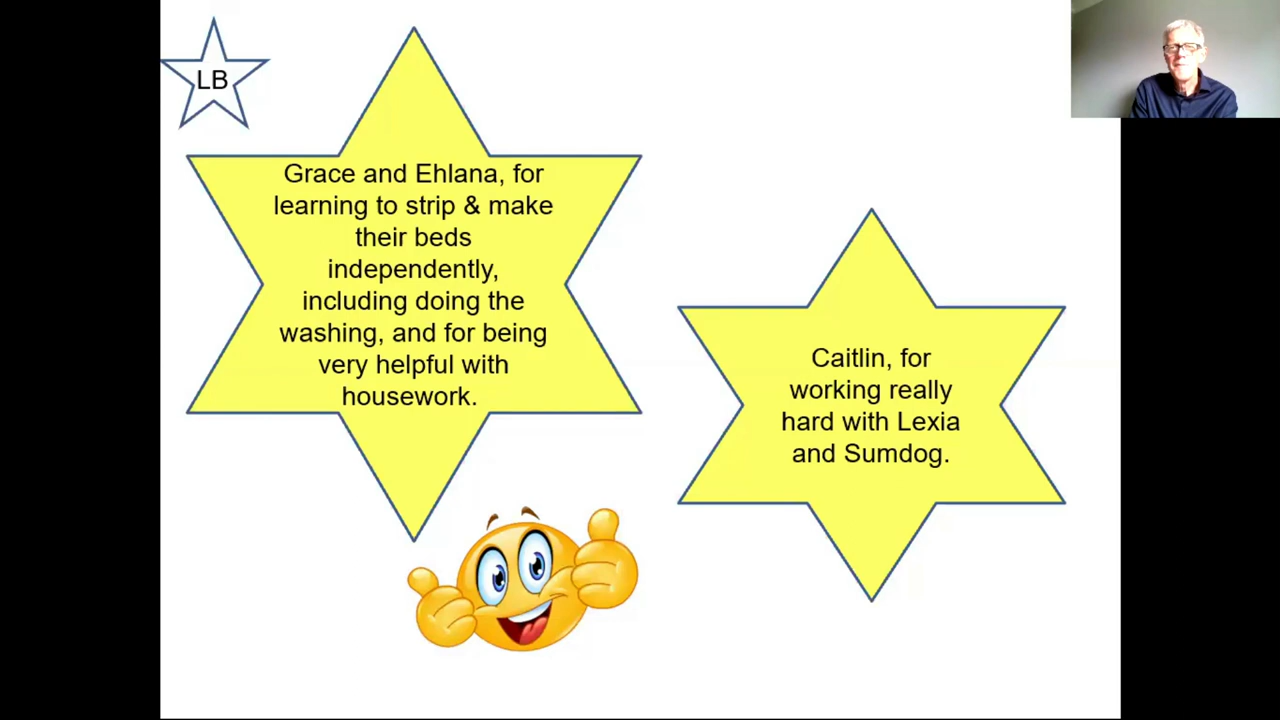 LB
Grace and Ehlana, for
learning to strip & make
their beds
independently,
including doing the
washing, and for being
very helpful with
housework.
Caitlin, for
working really
hard with Lexia
and Sumdog.